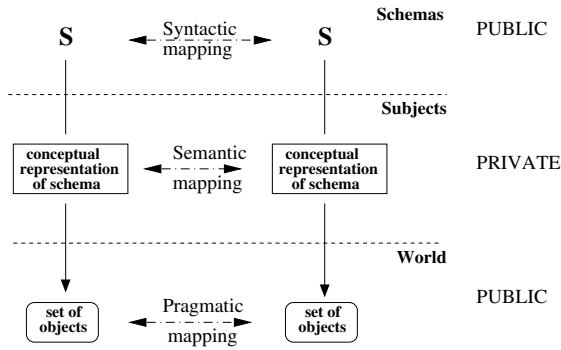 Schemas
PUBLIC
S
Syntactic
mapping
S
Subjects
conceptual
representation
of schema
Semantic
mapping
conceptual
representation
of schema
PRIVATE
World
set of
objects
Pragmatic
mapping
set of
objects
PUBLIC